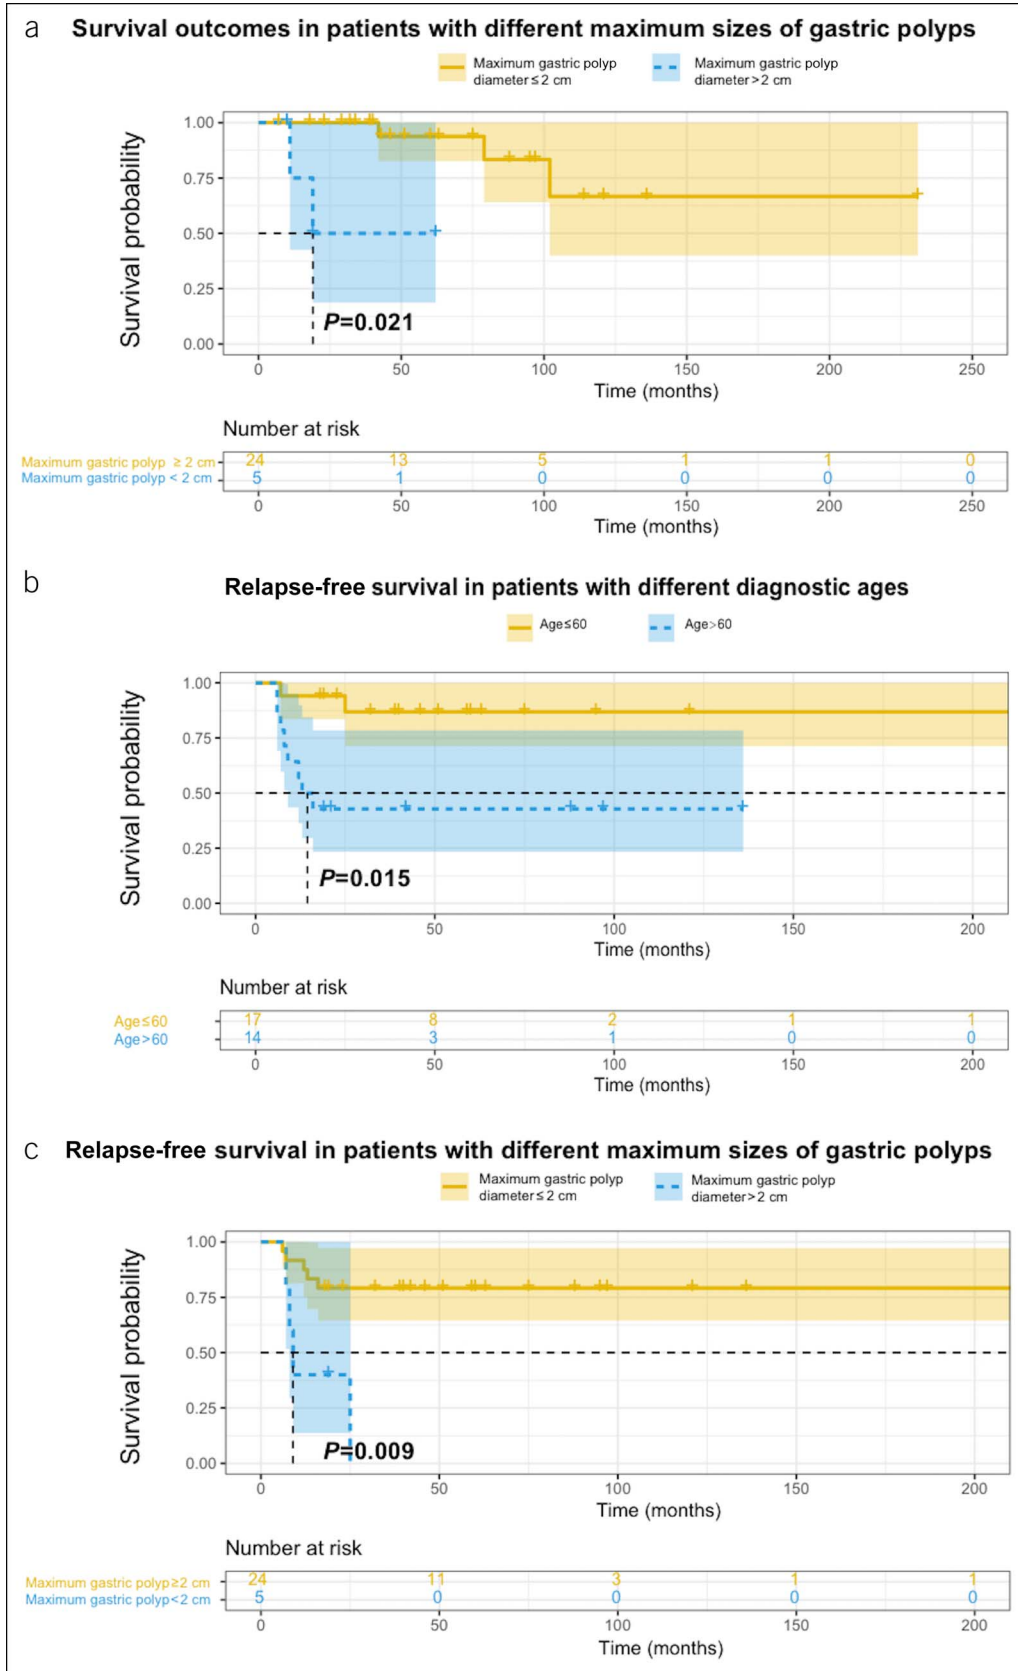 a
Survival outcomes in patients with different maximum sizes of gastric polyps
Maximum gastric polyp
diameter≤2 cm
Maximum gastric polyp
diameter>2 cm
Survival probability
1.00
0.75
0.50
0.25
0.00
P=0.021
0 50 100 150 200 250
Time (months)
Number at risk
Maximum gastric polyp ≥ 2 cm 24 13 5 1 1 0
Maximum gastric polyp < 2 cm 5 1 0 0 0 0
0 50 100 150 200 250
Time (months)
b
Relapse-free survival in patients with different diagnostic ages
Age≤60
Age>60
Survival probability
1.00
0.75
0.50
0.25
0.00
P=0.015
0 50 100 150 200
Time (months)
Number at risk
Age≤60 17 8 2 1 1
Age>60 14 3 1 0 0
0 50 100 150 200
Time (months)
c
Relapse-free survival in patients with different maximum sizes of gastric polyps
Maximum gastric polyp
diameter≤2 cm
Maximum gastric polyp
diameter>2 cm
Survival probability
1.00
0.75
0.50
0.25
0.00
P=0.009
0 50 100 150 200
Time (months)
Number at risk
Maximum gastric polyp≥2 cm 24 11 3 1 1
Maximum gastric polyp<2 cm 5 0 0 0 0
0 50 100 150 200
Time (months)